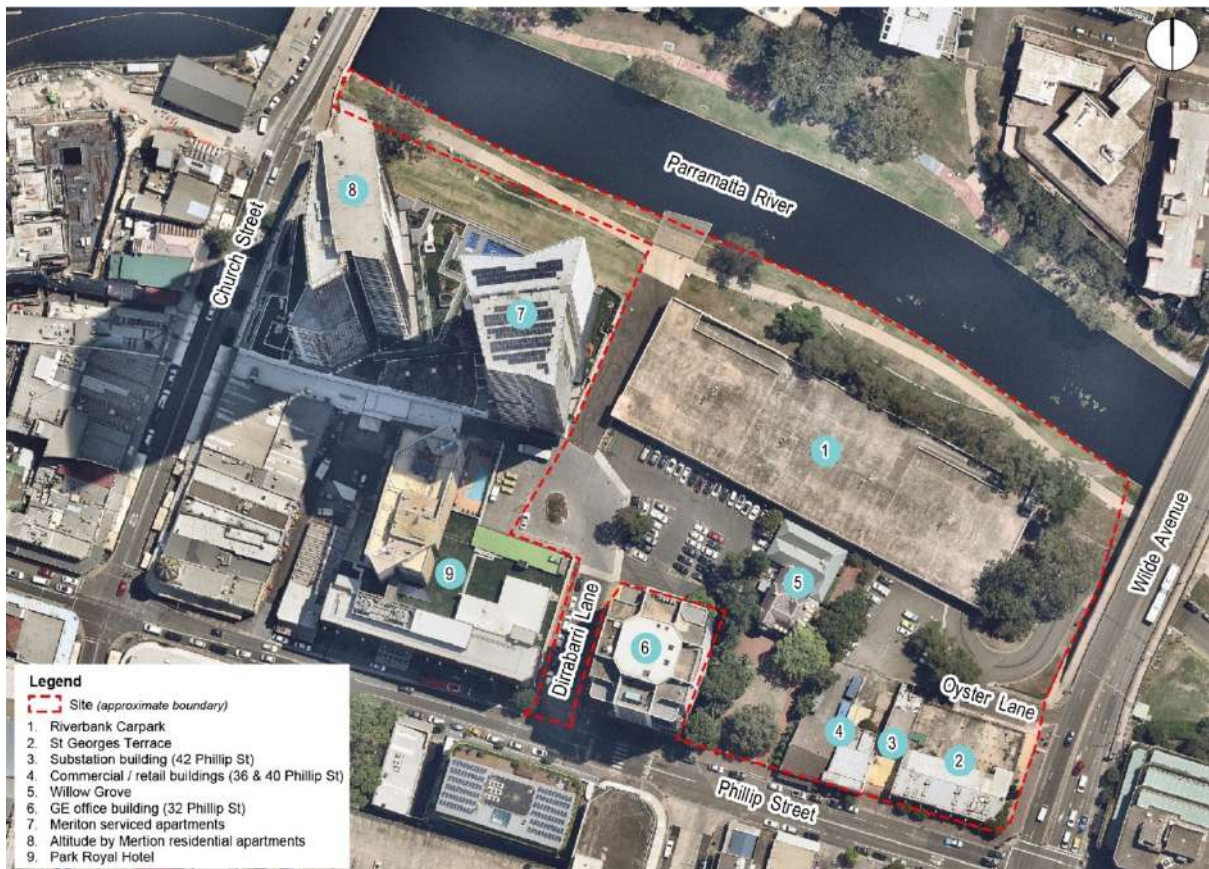 8
Parramatta River
Church Street
7
1
Wilde Avenue
5
9
Dirrabarri Lane
6
Oyster Lane
4
3
2
Phillip Street
Legend
Site (approximate boundary)
1. Riverbank Carpark
2. St Georges Terrace
3. Substation building (42 Phillip St)
4. Commercial / retail buildings (36 & 40 Phillip St)
5. Willow Grove
6. GE office building (32 Phillip St)
7. Meriton serviced apartments
8. Altitude by Mertion residential apartments
9. Park Royal Hotel